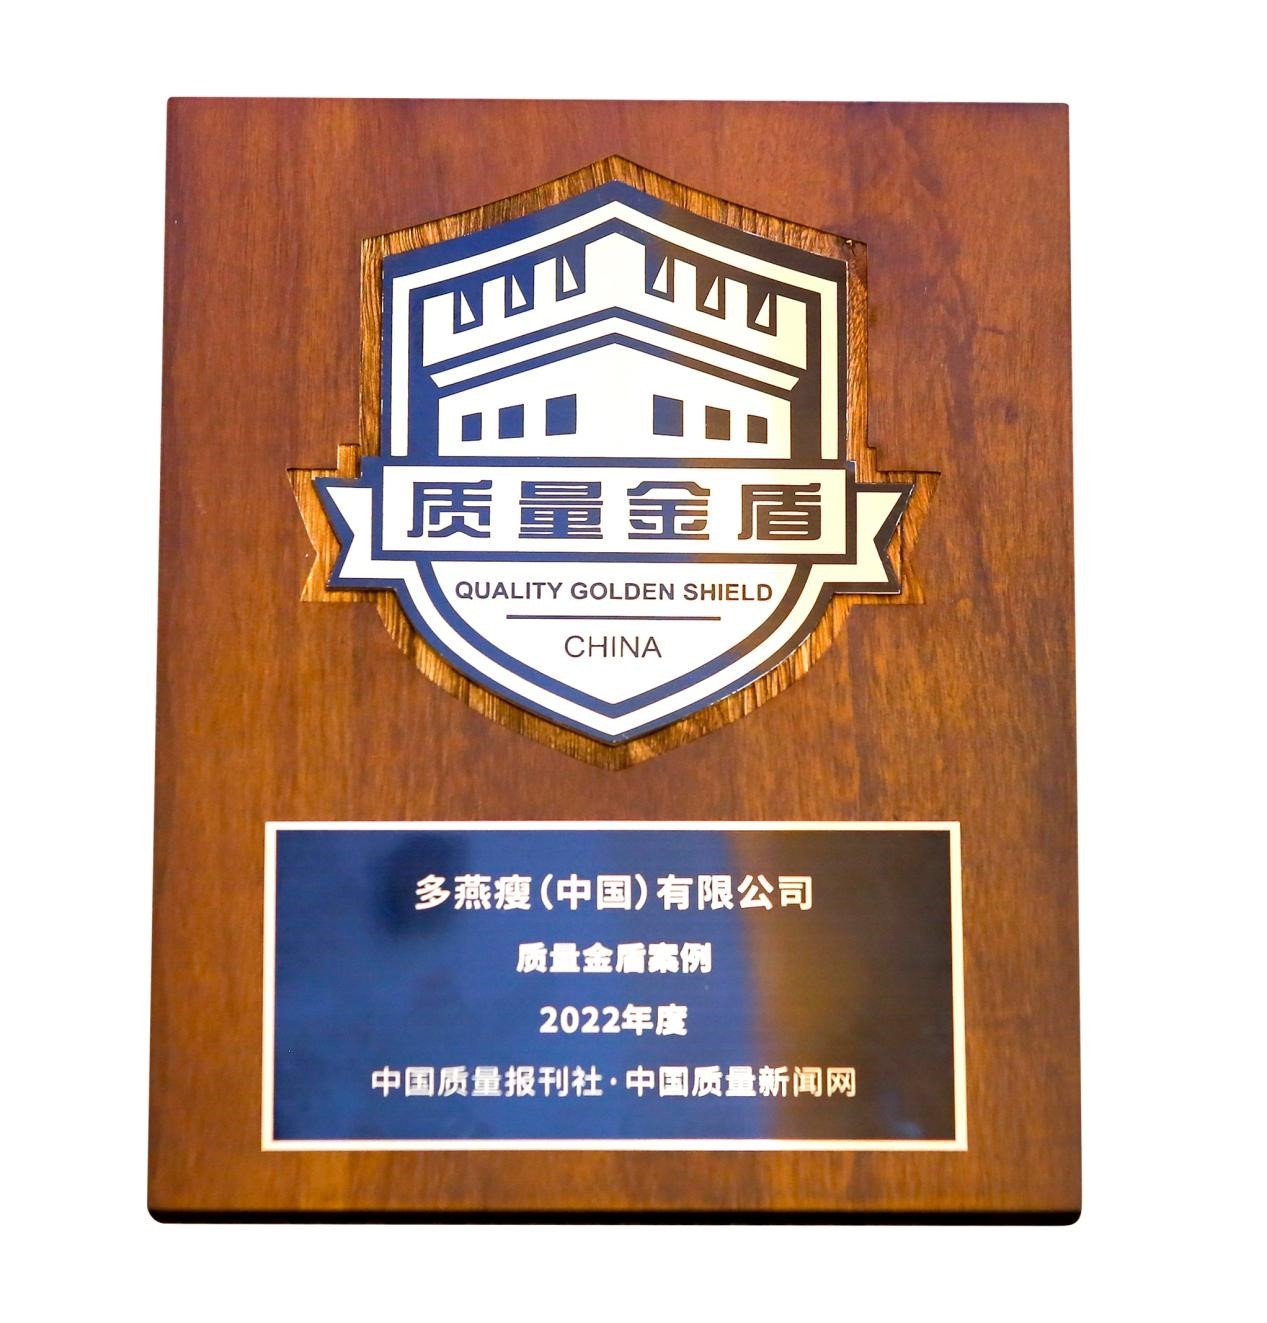 质量金盾
QUALITY GOLDEN SHIELD
CHINA
多燕瘦（中国）有限公司
质量金盾案例
2022年度
中国质量报刊社·中国质量新闻网